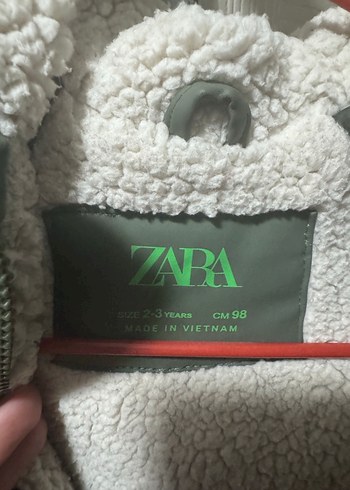 ZARA
SIZE 2-3 YEARS CM 98
MADE IN VIETNAM